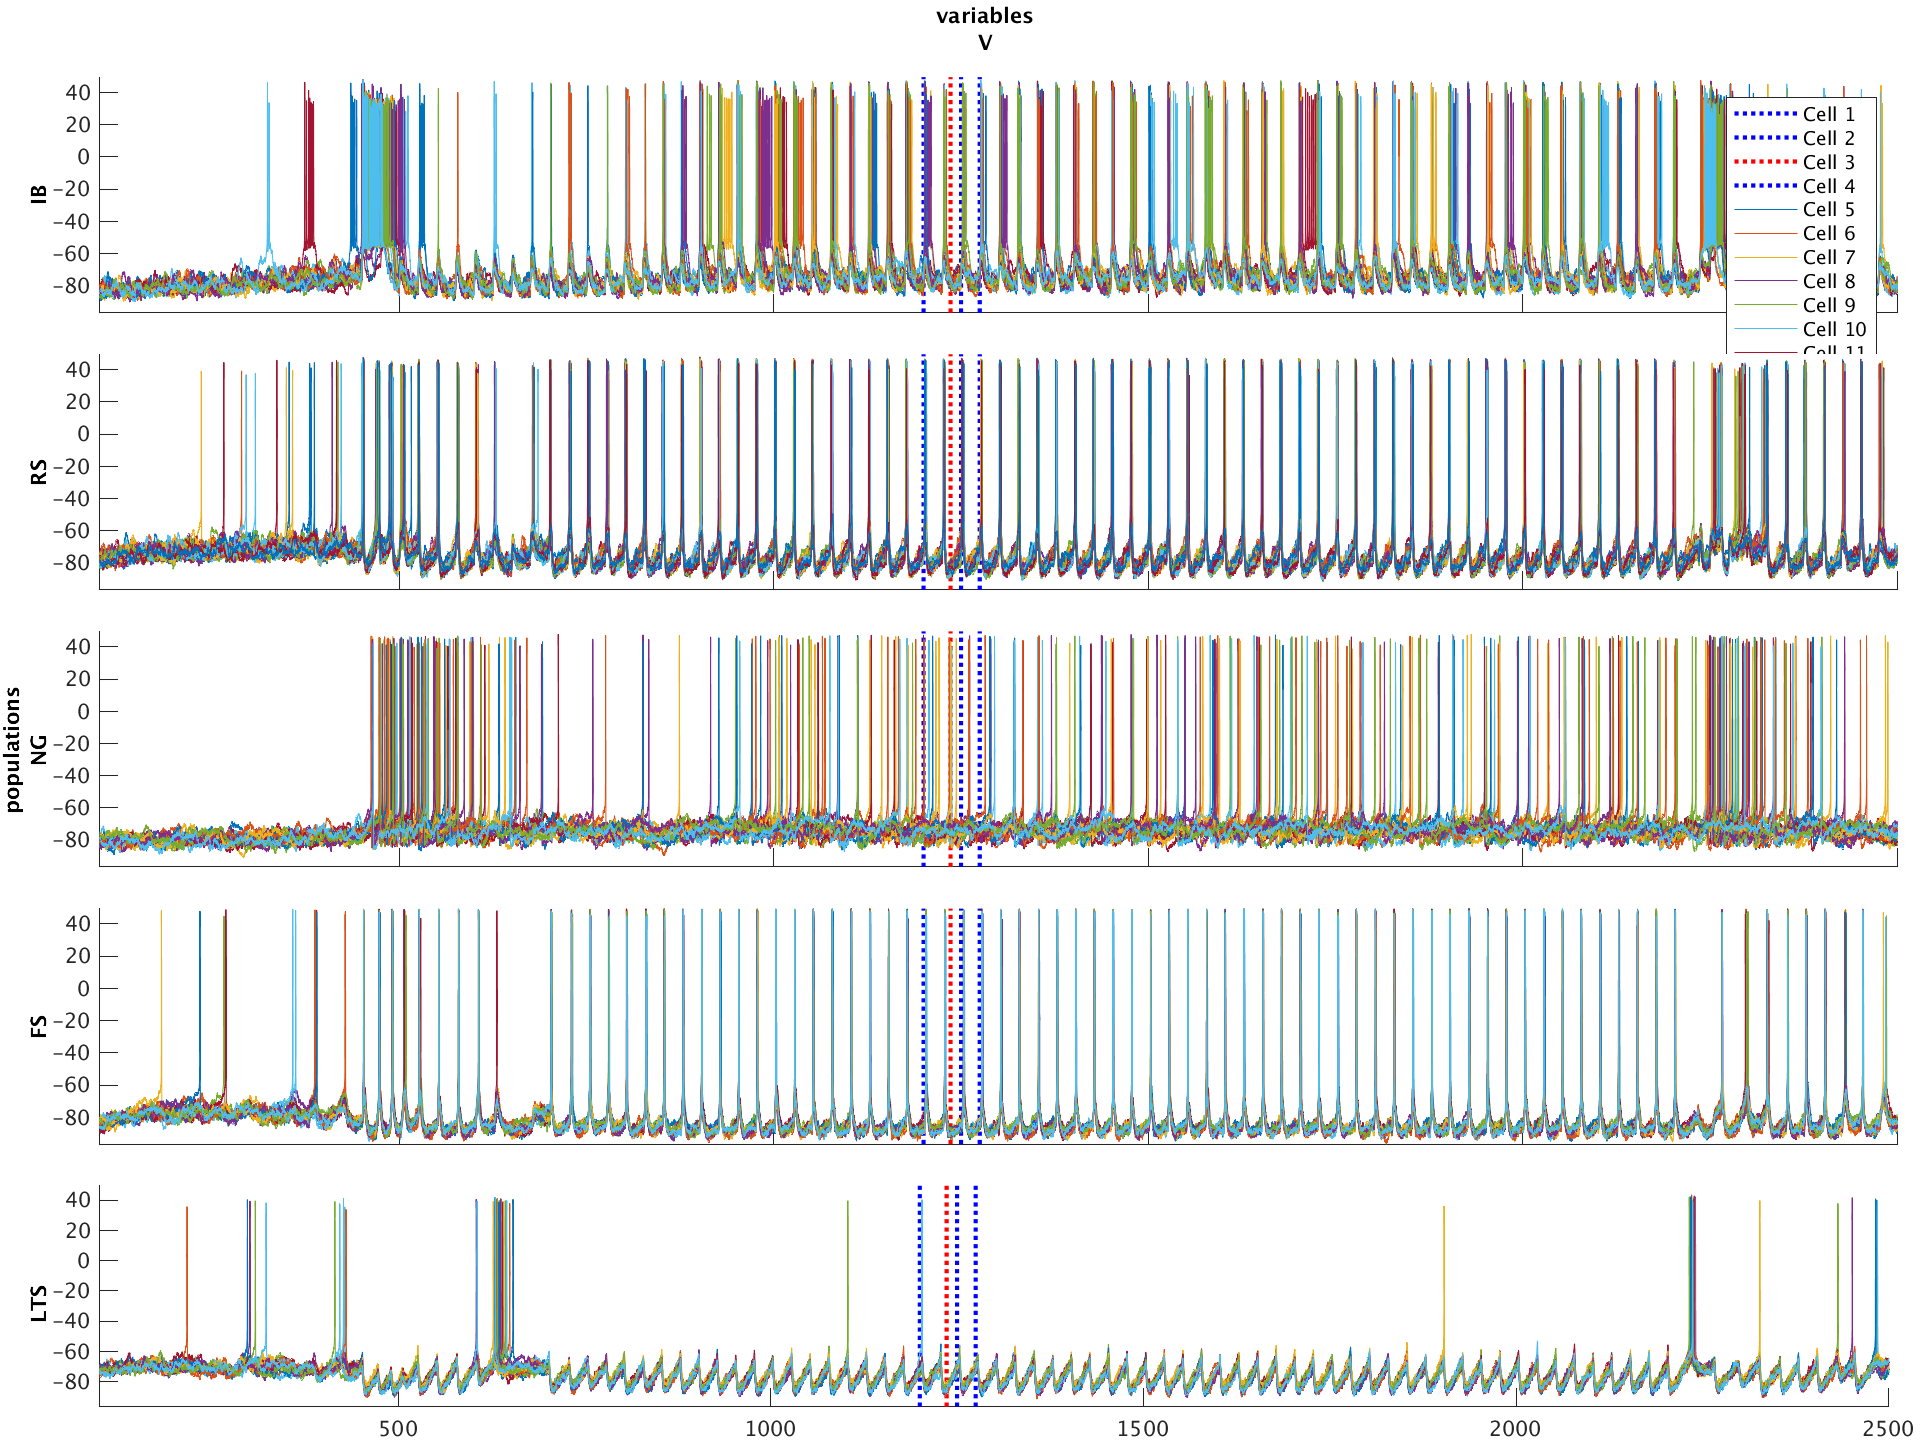 variables
V
IB
40
20
0
−20
−40
−60
−80
Cell 1
Cell 2
Cell 3
Cell 4
Cell 5
Cell 6
Cell 7
Cell 8
Cell 9
Cell 10
Cell 11
RS
40
20
0
−20
−40
−60
−80
populations
NG
40
20
0
−20
−40
−60
−80
FS
40
20
0
−20
−40
−60
−80
LTS
40
20
0
−20
−40
−60
−80
500
1000
1500
2000
2500